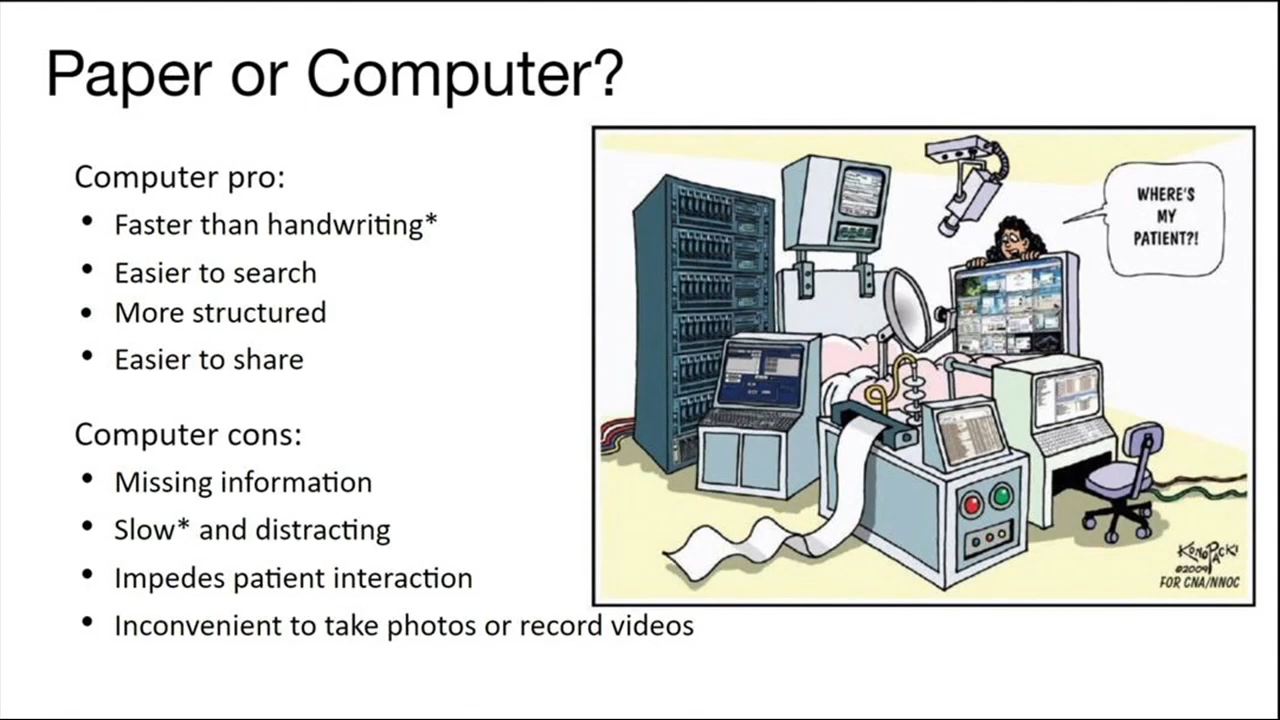 Paper or Computer?
Computer pro:
• Faster than handwriting*
• Easier to search
• More structured
• Easier to share
Computer cons:
• Missing information
• Slow* and distracting
• Impedes patient interaction
• Inconvenient to take photos or record videos
WHERE'S
MY
PATIENT?!
KONOPACKI
©2009
FOR CNA/NNOC